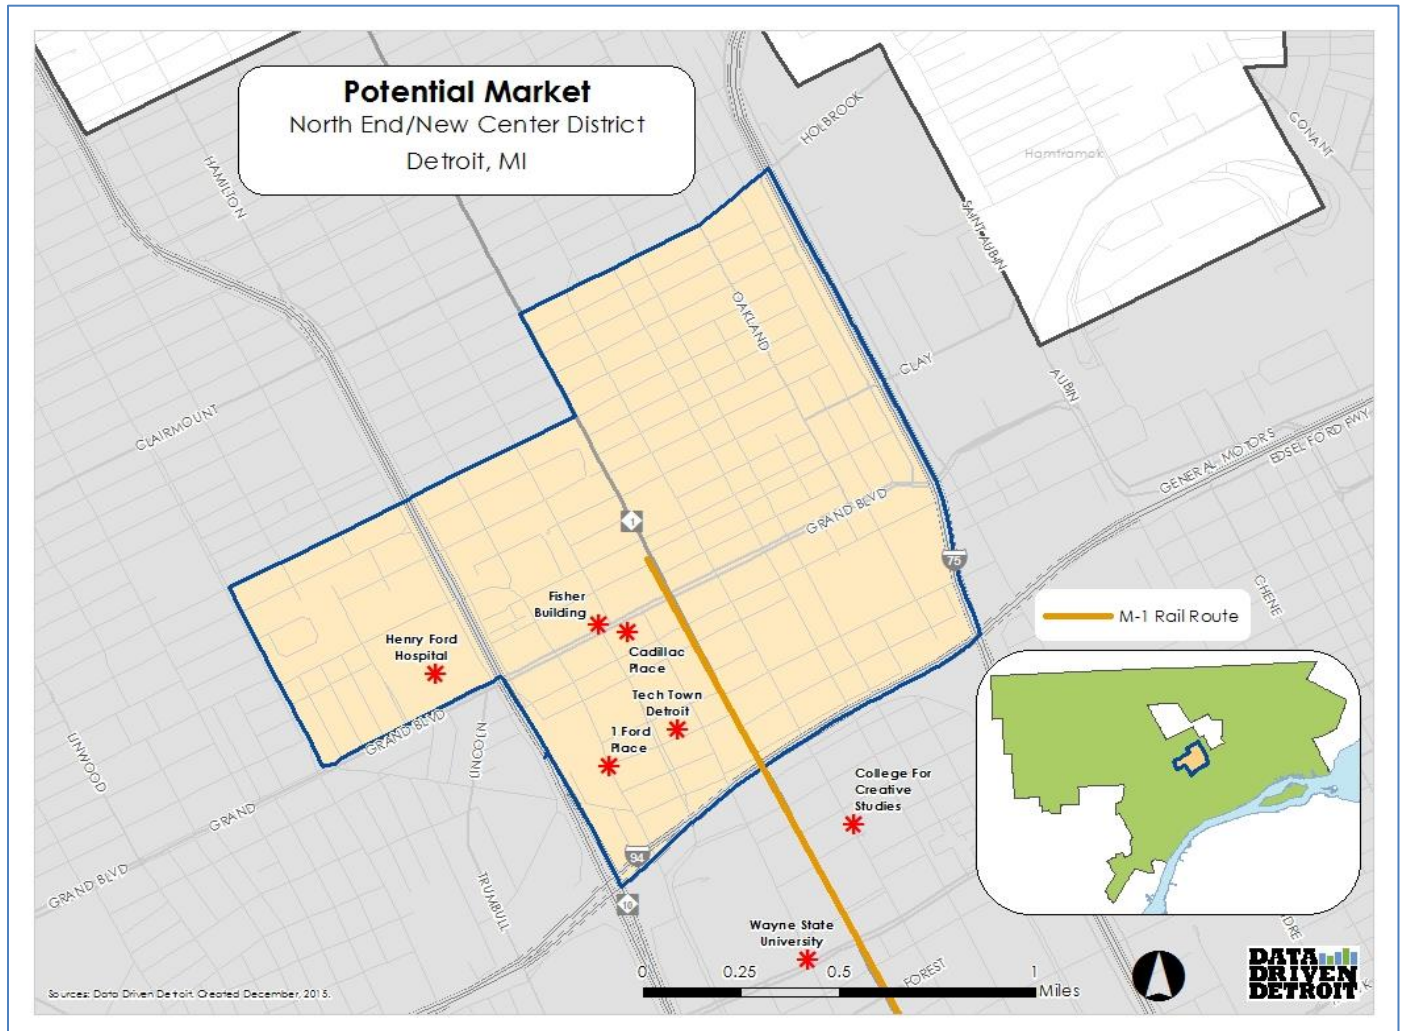 Potential Market
North End/New Center District
Detroit, MI
HOLBROOK
CONANT
Hamtramck
HAMILTON
SAINT AUBIN
OAKLAND
CLAY
AUBIN
CLAIRMOUNT
GENERAL MOTORS
EDSEL FORD FWY
GRAND BLVD
1
75
CHENE
Fisher
Building
M-1 Rail Route
Henry Ford
Hospital
Cadillac
Place
Tech Town
Detroit
1 Ford
Place
GRAND BLVD
LINCOLN
LINWOOD
College For
Creative
Studies
GRAND
94
GRAND BLVD
TRUMBULL
10
Wayne State
University
FOREST
DRE
0
0.25
0.5
1
Miles
DATA
DRIVEN
DETROIT
Sources: Data Driven Detroit. Created December, 2015.